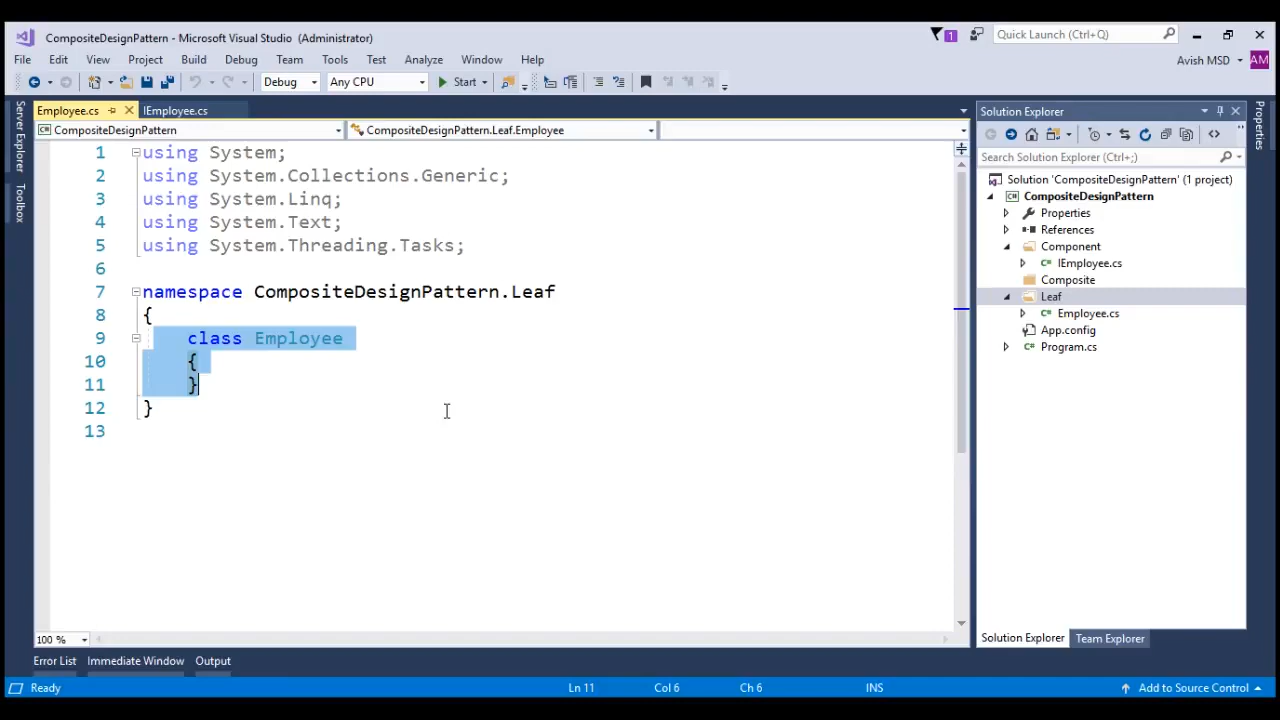 CompositeDesignPattern - Microsoft Visual Studio (Administrator)
1
Quick Launch (Ctrl+Q)
File Edit View Project Build Debug Team Tools Test Analyze Window Help
Avish MSD
AM
Debug Any CPU Start
Server Explorer
Toolbox
Employee.cs IEmployee.cs
CompositeDesignPattern CompositeDesignPattern.Leaf.Employee
1 using System;
2 using System.Collections.Generic;
3 using System.Linq;
4 using System.Text;
5 using System.Threading.Tasks;
6
7 namespace CompositeDesignPattern.Leaf
8 {
9 class Employee
10 {
11 }
12 }
13
100 %
Solution Explorer
Search Solution Explorer (Ctrl+;)
Solution 'CompositeDesignPattern' (1 project)
CompositeDesignPattern
Properties
References
Component
IEmployee.cs
Composite
Leaf
Employee.cs
App.config
Program.cs
Solution Explorer Team Explorer
Properties
Error List Immediate Window Output
Ready Ln 11 Col 6 Ch 6 INS Add to Source Control